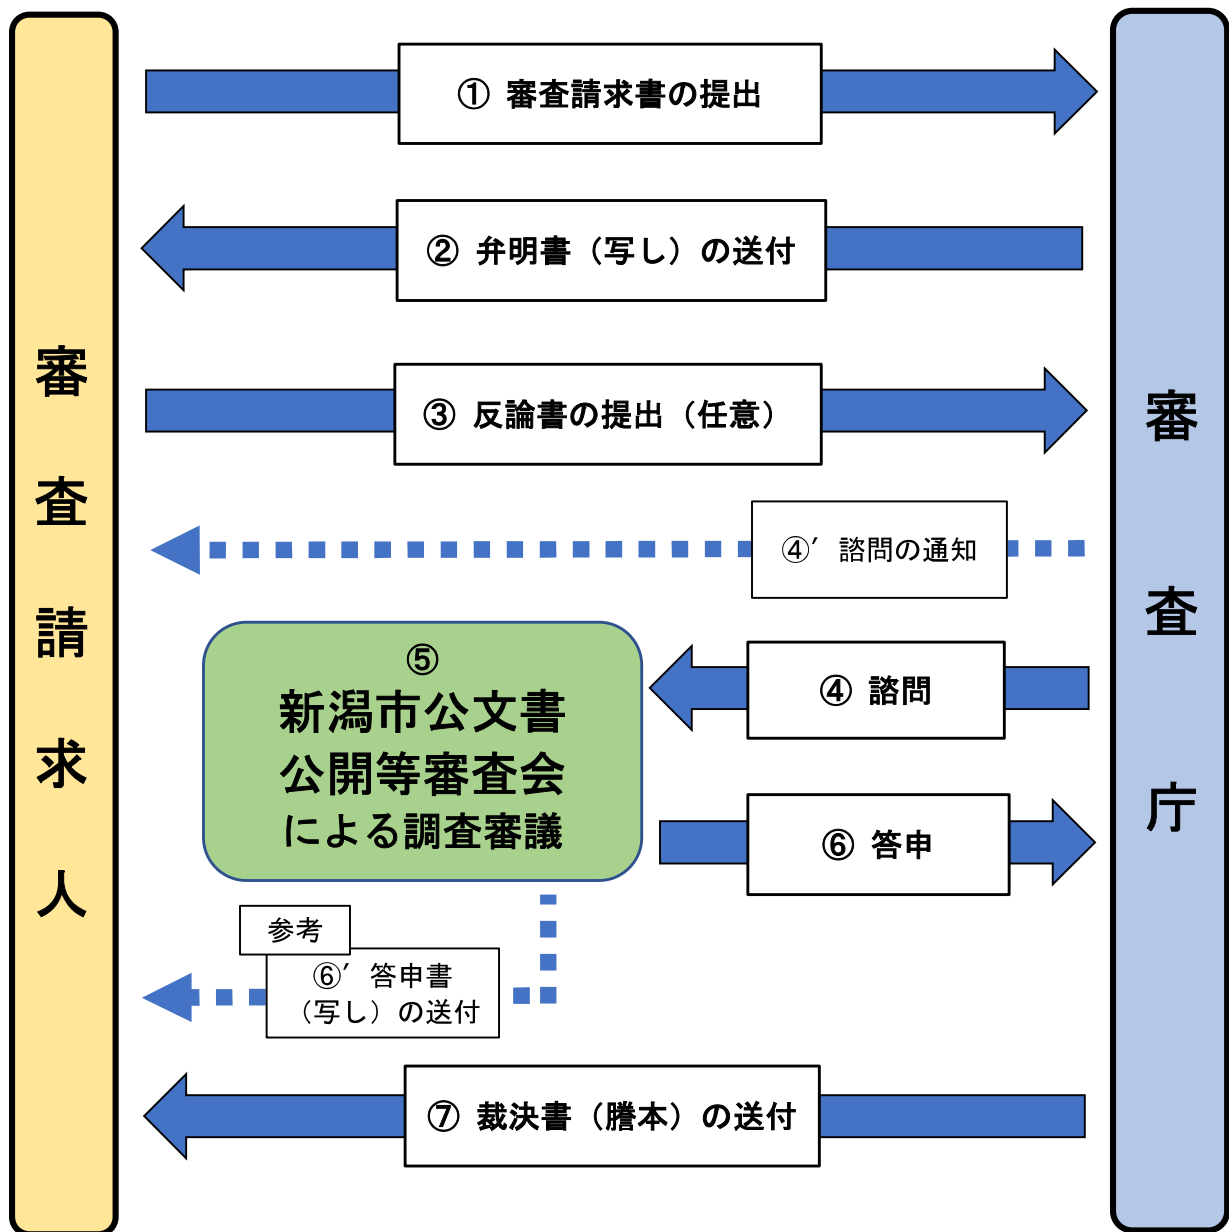 審査請求人
審査庁
① 審査請求書の提出
② 弁明書（写し）の送付
③ 反論書の提出（任意）
④′ 諮問の通知
④ 諮問
⑤
新潟市公文書
公開等審査会
による調査審議
⑥ 答申
参考
⑥′ 答申書
（写し）の送付
⑦ 裁決書（謄本）の送付